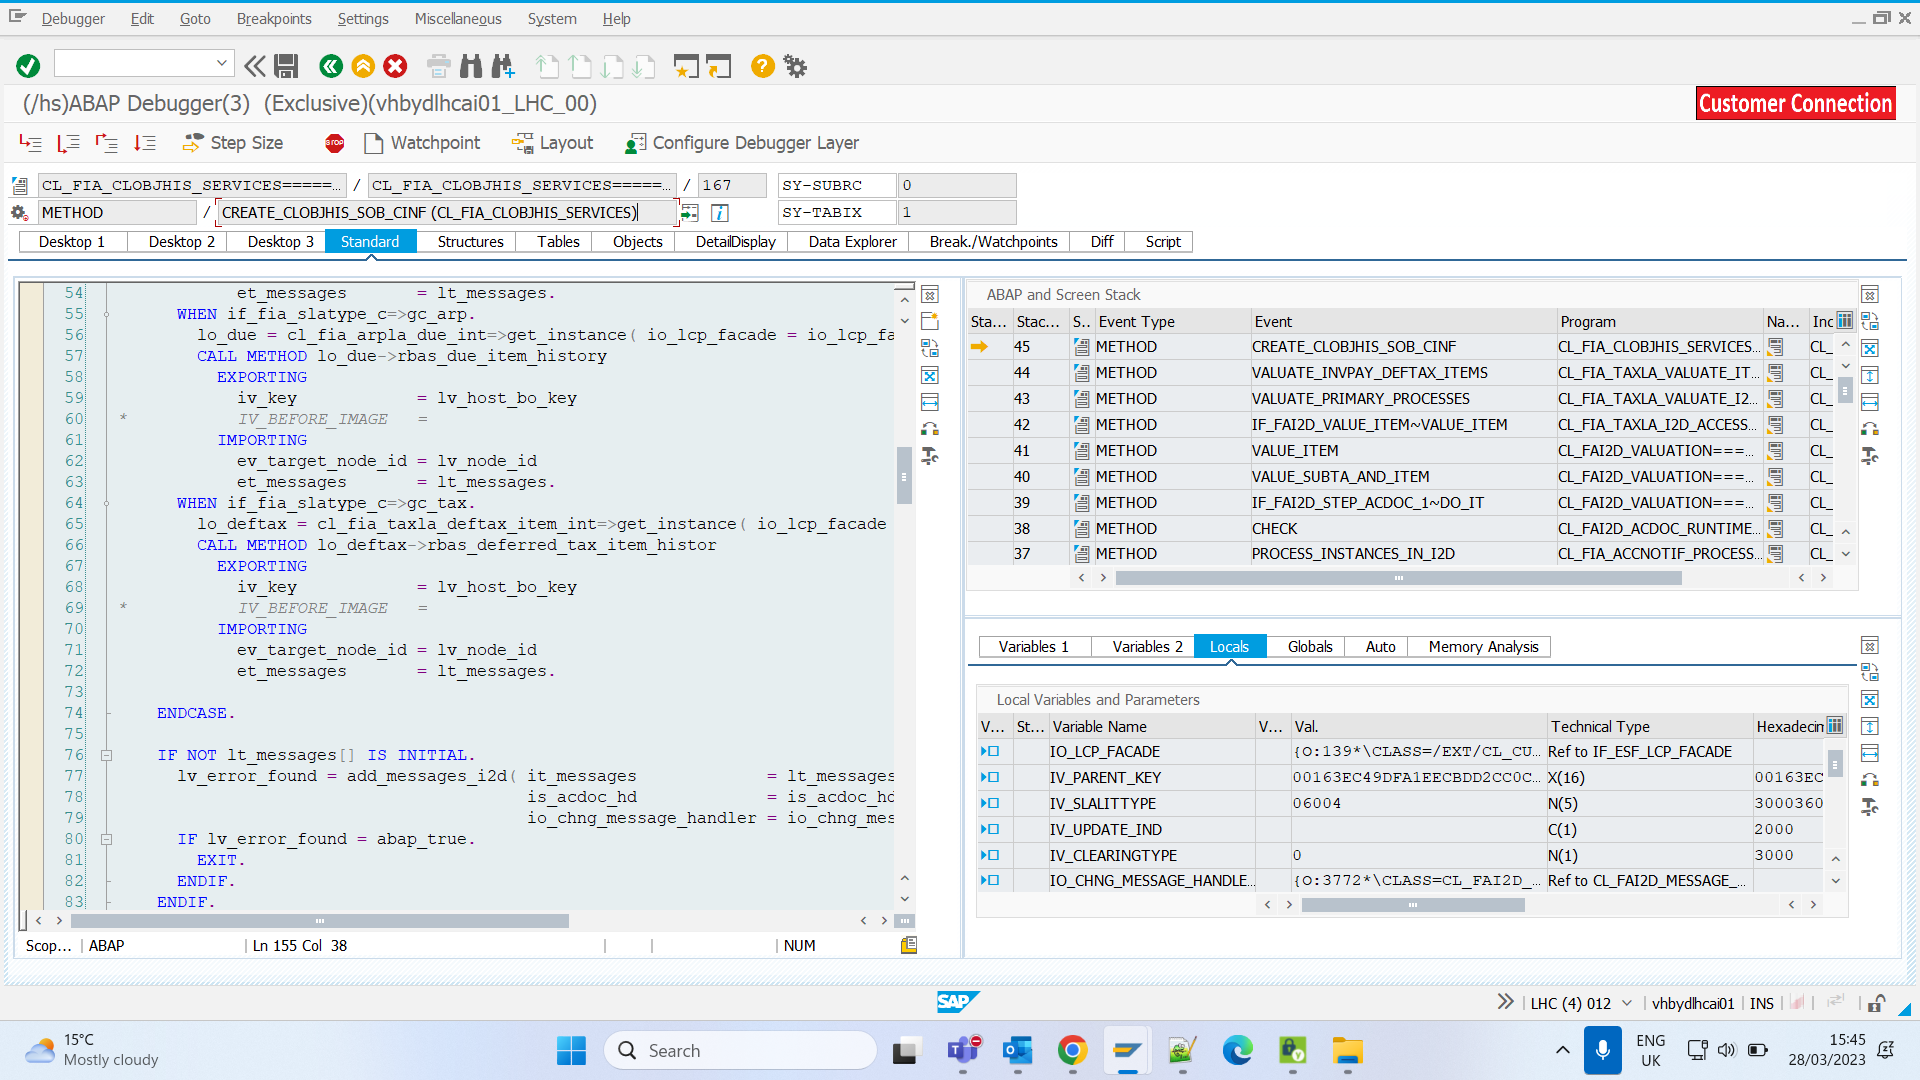 Debugger Edit Goto Breakpoints Settings Miscellaneous System Help
(/hs)ABAP Debugger(3) (Exclusive)(vhbydlhcai01_LHC_00)
Customer Connection
Step Size Watchpoint Layout Configure Debugger Layer
CL_FIA_CLOBJHIS_SERVICES=====... / CL_FIA_CLOBJHIS_SERVICES=====... / 167 SY-SUBRC 0
METHOD / CREATE_CLOBJHIS_SOB_CINF (CL_FIA_CLOBJHIS_SERVICES) SY-TABIX 1
Desktop 1 Desktop 2 Desktop 3 Standard Structures Tables Objects DetailDisplay Data Explorer Break./Watchpoints Diff Script
54 et_messages = lt_messages.
55 WHEN if_fia_slatype_c=>gc_arp.
56 lo_due = cl_fia_arpla_due_int=>get_instance( io_lcp_facade = io_lcp_fa
57 CALL METHOD lo_due->rbas_due_item_history
58 EXPORTING
59 iv_key = lv_host_bo_key
60 * IV_BEFORE_IMAGE =
61 IMPORTING
62 ev_target_node_id = lv_node_id
63 et_messages = lt_messages.
64 WHEN if_fia_slatype_c=>gc_tax.
65 lo_deftax = cl_fia_taxla_deftax_item_int=>get_instance( io_lcp_facade
66 CALL METHOD lo_deftax->rbas_deferred_tax_item_histor
67 EXPORTING
68 iv_key = lv_host_bo_key
69 * IV_BEFORE_IMAGE =
70 IMPORTING
71 ev_target_node_id = lv_node_id
72 et_messages = lt_messages.
73
74 ENDCASE.
75
76 IF NOT lt_messages[] IS INITIAL.
77 lv_error_found = add_messages_i2d( it_messages = lt_messages
78 is_acdoc_hd = is_acdoc_hd
79 io_chng_message_handler = io_chng_mes
80 IF lv_error_found = abap_true.
81 EXIT.
82 ENDIF.
83 ENDIF.
Scop... ABAP Ln 155 Col 38 NUM
ABAP and Screen Stack
Sta... Stac... S.. Event Type Event Program Na... Inc
45 METHOD CREATE_CLOBJHIS_SOB_CINF CL_FIA_CLOBJHIS_SERVICES... CL_
44 METHOD VALUATE_INVPAY_DEFTAX_ITEMS CL_FIA_TAXLA_VALUATE_IT... CL_
43 METHOD VALUATE_PRIMARY_PROCESSES CL_FIA_TAXLA_VALUATE_I2... CL_
42 METHOD IF_FAI2D_VALUE_ITEM~VALUE_ITEM CL_FIA_TAXLA_I2D_ACCESS... CL_
41 METHOD VALUE_ITEM CL_FAI2D_VALUATION===... CL_
40 METHOD VALUE_SUBTA_AND_ITEM CL_FAI2D_VALUATION===... CL_
39 METHOD IF_FAI2D_STEP_ACDOC_1~DO_IT CL_FAI2D_VALUATION===... CL_
38 METHOD CHECK CL_FAI2D_ACDOC_RUNTIME... CL_
37 METHOD PROCESS_INSTANCES_IN_I2D CL_FIA_ACCNOTIF_PROCESS... CL_
Variables 1 Variables 2 Locals Globals Auto Memory Analysis
Local Variables and Parameters
V... St... Variable Name V... Val. Technical Type Hexadecin
IO_LCP_FACADE {O:139*\CLASS=/EXT/CL_CU... Ref to IF_ESF_LCP_FACADE
IV_PARENT_KEY 00163EC49DFA1EECBDD2CC0C... X(16) 00163EC
IV_SLALITTYPE 06004 N(5) 3000360
IV_UPDATE_IND C(1) 2000
IV_CLEARINGTYPE 0 N(1) 3000
IO_CHNG_MESSAGE_HANDLE... {O:3772*\CLASS=CL_FAI2D_... Ref to CL_FAI2D_MESSAGE_...
SAP LHC (4) 012 vhbydlhcai01 INS
15°C
Mostly cloudy
Search
ENG
UK
15:45
28/03/2023